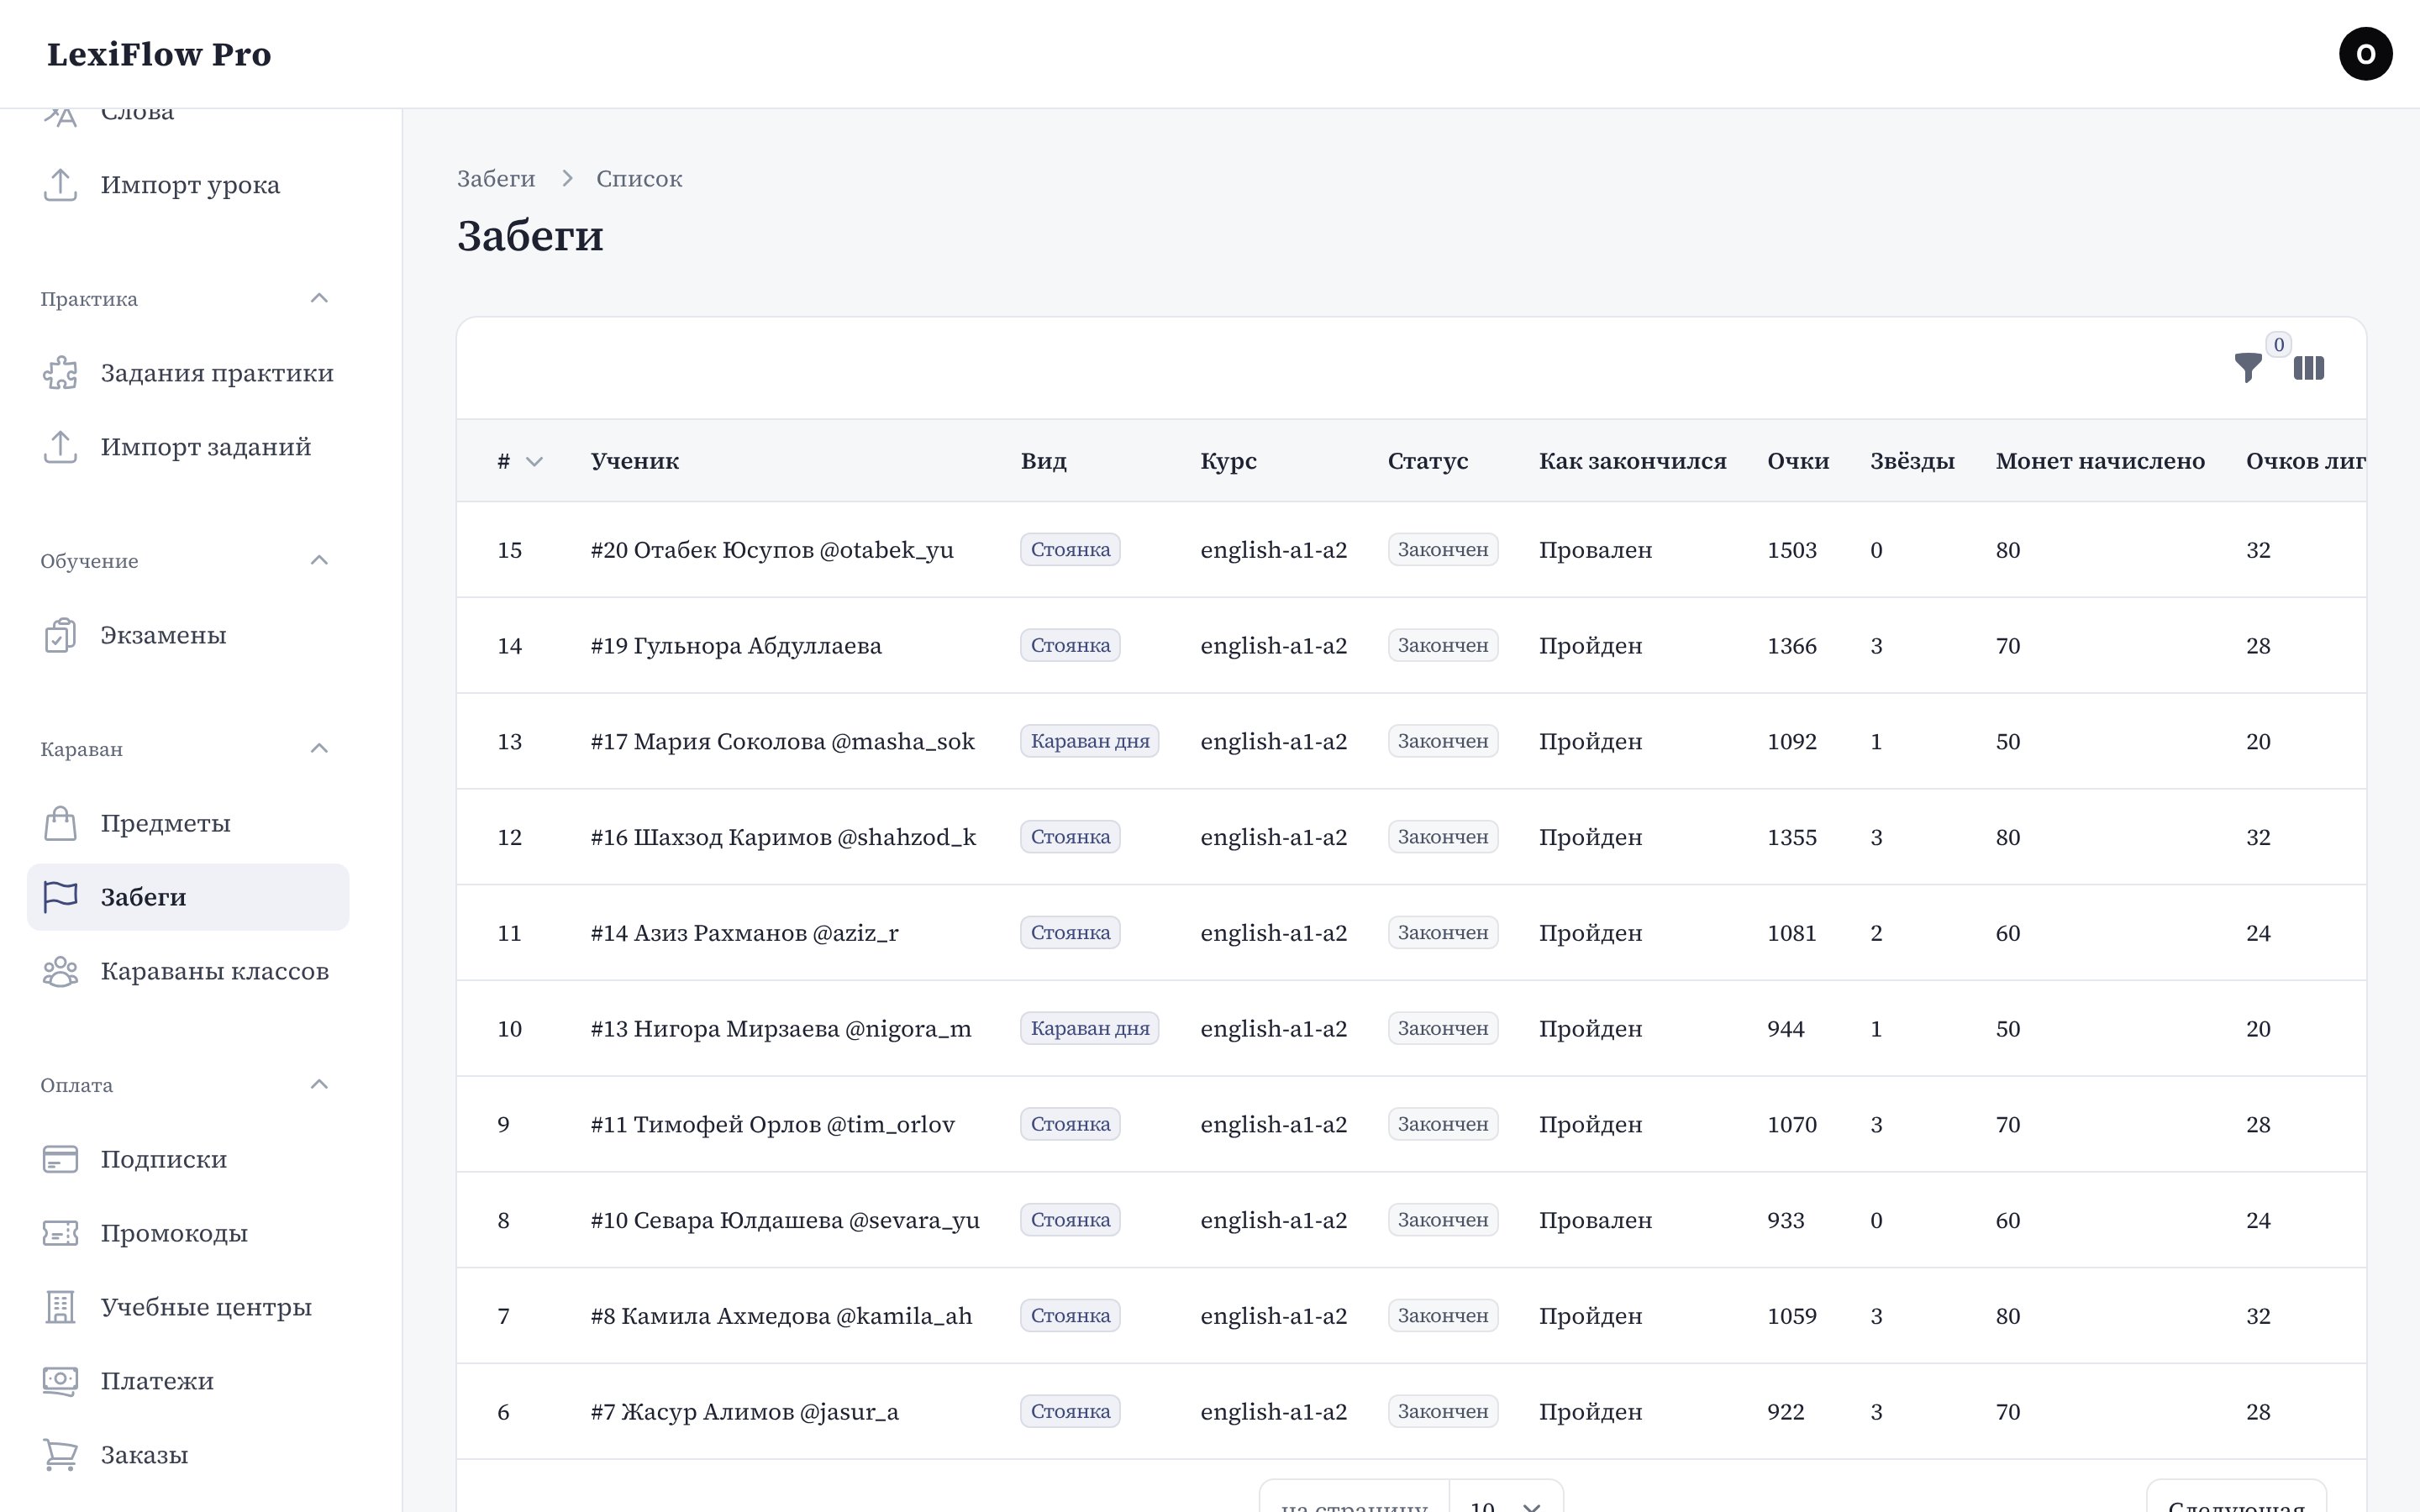 LexiFlow Pro
O
Слова
Импорт урока
Практика
Задания практики
Импорт заданий
Обучение
Экзамены
Караван
Предметы
Забеги
Караваны классов
Оплата
Подписки
Промокоды
Учебные центры
Платежи
Заказы
Забеги > Список
Забеги
0
# Ученик Вид Курс Статус Как закончился Очки Звёзды Монет начислено Очков лиг
15 #20 Отабек Юсупов @otabek_yu Стоянка english-a1-a2 Закончен Провален 1503 0 80 32
14 #19 Гульнора Абдуллаева Стоянка english-a1-a2 Закончен Пройден 1366 3 70 28
13 #17 Мария Соколова @masha_sok Караван дня english-a1-a2 Закончен Пройден 1092 1 50 20
12 #16 Шахзод Каримов @shahzod_k Стоянка english-a1-a2 Закончен Пройден 1355 3 80 32
11 #14 Азиз Рахманов @aziz_r Стоянка english-a1-a2 Закончен Пройден 1081 2 60 24
10 #13 Нигора Мирзаева @nigora_m Караван дня english-a1-a2 Закончен Пройден 944 1 50 20
9 #11 Тимофей Орлов @tim_orlov Стоянка english-a1-a2 Закончен Пройден 1070 3 70 28
8 #10 Севара Юлдашева @sevara_yu Стоянка english-a1-a2 Закончен Провален 933 0 60 24
7 #8 Камила Ахмедова @kamila_ah Стоянка english-a1-a2 Закончен Пройден 1059 3 80 32
6 #7 Жасур Алимов @jasur_a Стоянка english-a1-a2 Закончен Пройден 922 3 70 28
на страницу 10 Следующая